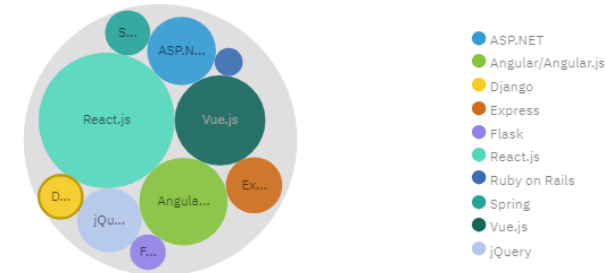 S...
ASP.N...
React.js
Vue.js
D...
jQu...
Angula...
Ex...
F...
ASP.NET
Angular/Angular.js
Django
Express
Flask
React.js
Ruby on Rails
Spring
Vue.js
jQuery